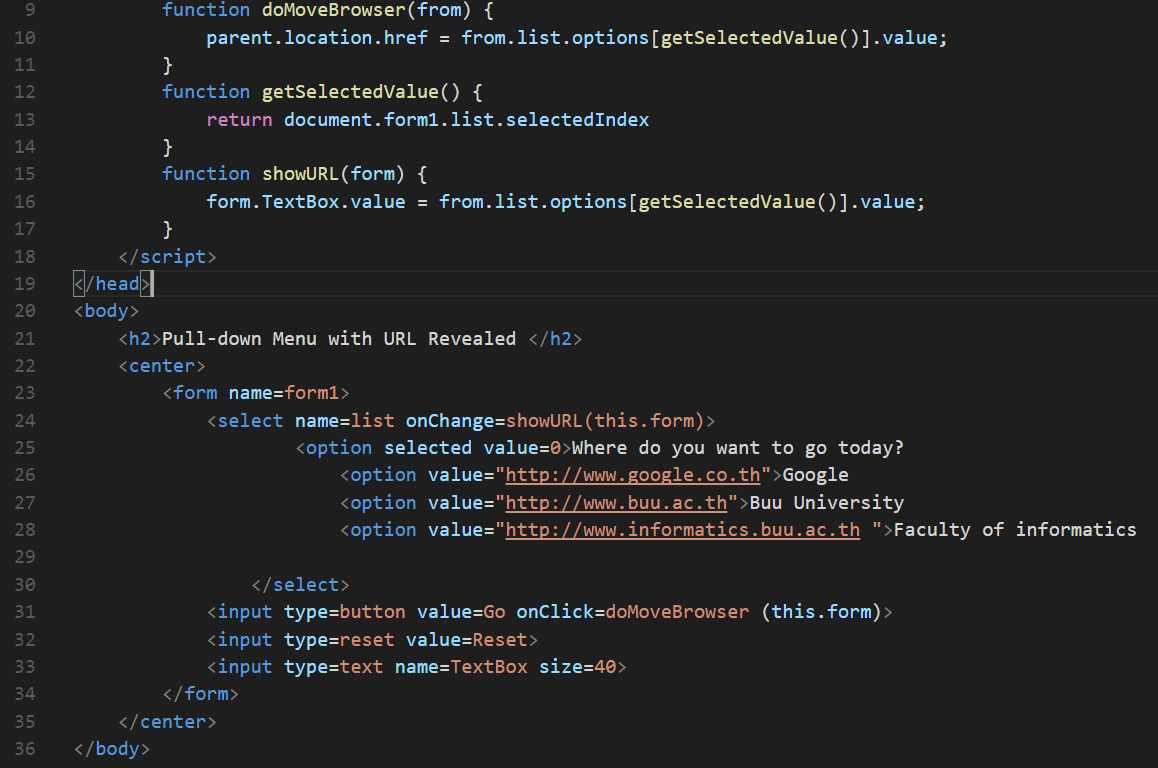 9 function doMoveBrowser(from) {
10 parent.location.href = from.list.options[getSelectedValue()].value;
11 }
12 function getSelectedValue() {
13 return document.form1.list.selectedIndex
14 }
15 function showURL(form) {
16 form.TextBox.value = from.list.options[getSelectedValue()].value;
17 }
18 </script>
19 </head>
20 <body>
21 <h2>Pull-down Menu with URL Revealed </h2>
22 <center>
23 <form name=form1>
24 <select name=list onChange=showURL(this.form)>
25 <option selected value=0>Where do you want to go today?
26 <option value="http://www.google.co.th">Google
27 <option value="http://www.buu.ac.th">Buu University
28 <option value="http://www.informatics.buu.ac.th ">Faculty of informatics
29
30 </select>
31 <input type=button value=Go onClick=doMoveBrowser (this.form)>
32 <input type=reset value=Reset>
33 <input type=text name=TextBox size=40>
34 </form>
35 </center>
36 </body>